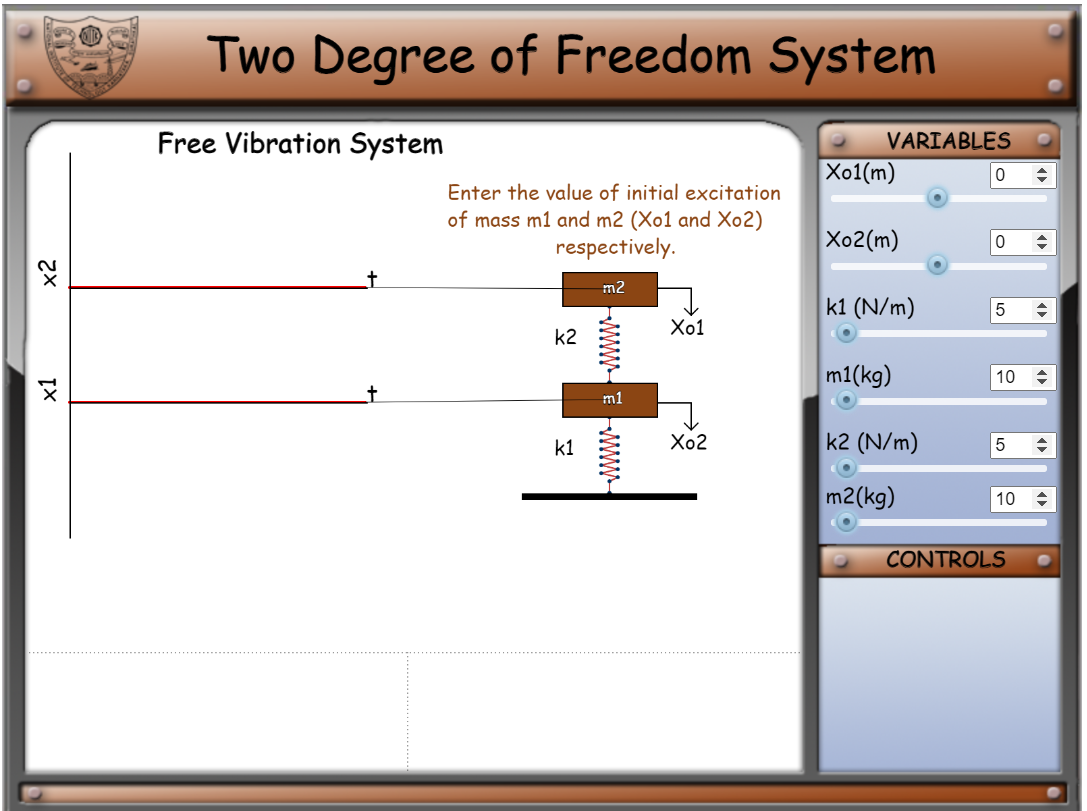 Two Degree of Freedom System
Free Vibration System
Enter the value of initial excitation
of mass m1 and m2 (Xo1 and Xo2)
respectively.
x2
t
m2
Xo1
k2
x1
t
m1
Xo2
k1
VARIABLES
Xo1(m)
0
Xo2(m)
0
k1 (N/m)
5
m1(kg)
10
k2 (N/m)
5
m2(kg)
10
CONTROLS